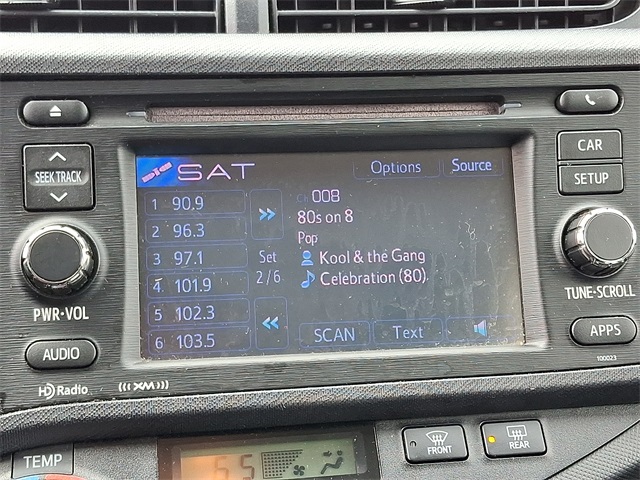 SAT Options Source
CAR
SETUP
SEEK TRACK
Ch 008
80s on 8
Pop
Kool & the Gang
Celebration (80)
1 90.9
2 96.3
3 97.1
4 101.9
5 102.3
6 103.5
Set
2/6
SCAN Text
PWR·VOL
TUNE·SCROLL
AUDIO
APPS
100023
HD Radio
((( XM )))
TEMP
55
FRONT
REAR